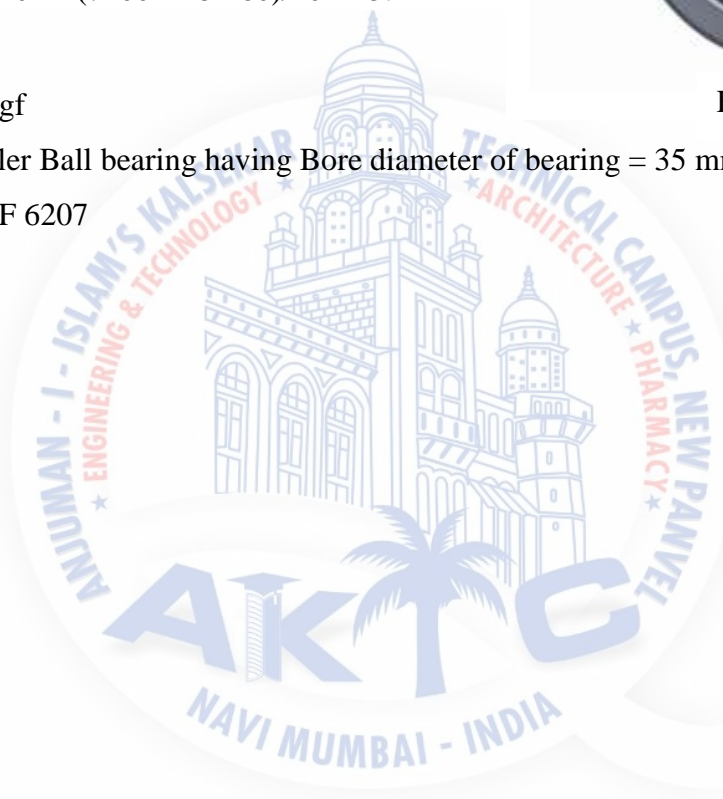 gf
ler Ball bearing having Bore diameter of bearing = 35 m
F 6207
ANJUMAN - I - ISLAM'S KALSEKAR TECHNICAL CAMPUS, NEW PANVEL
★ ENGINEERING & TECHNOLOGY ★ ARCHITECTURE ★ PHARMACY ★
AKTC
NAVI MUMBAI - INDIA